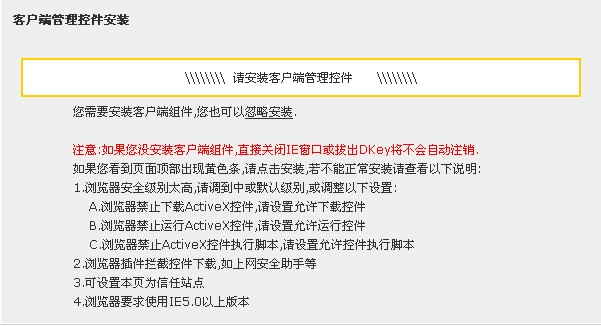 客户端管理控件安装
\\\\\\\\ 请安装客户端管理控件 \\\\\\\\
您需要安装客户端组件,您也可以忽略安装.
注意:如果您没安装客户端组件,直接关闭IE窗口或拔出DKey将不会自动注销.
如果您看到页面顶部出现黄色条,请点击安装,若不能正常安装请查看以下说明:
1.浏览器安全级别太高,请调到中或默认级别,或调整以下设置:
A.浏览器禁止下载ActiveX控件,请设置允许下载控件
B.浏览器禁止运行ActiveX控件,请设置允许运行控件
C.浏览器禁止ActiveX控件执行脚本,请设置允许控件执行脚本
2.浏览器插件拦截控件下载,如上网安全助手等
3.可设置本页为信任站点
4.浏览器要求使用IE5.0以上版本